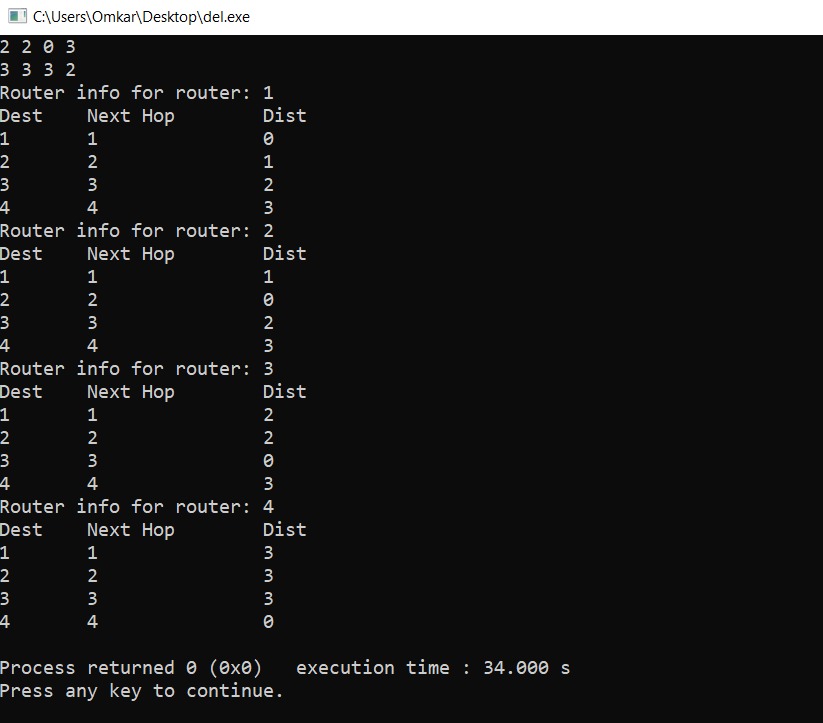 C:\Users\Omkar\Desktop\del.exe
2 2 0 3
3 3 3 2
Router info for router: 1
Dest    Next Hop        Dist
1       1               0
2       2               1
3       3               2
4       4               3
Router info for router: 2
Dest    Next Hop        Dist
1       1               1
2       2               0
3       3               2
4       4               3
Router info for router: 3
Dest    Next Hop        Dist
1       1               2
2       2               2
3       3               0
4       4               3
Router info for router: 4
Dest    Next Hop        Dist
1       1               3
2       2               3
3       3               3
4       4               0
Process returned 0 (0x0)   execution time : 34.000 s
Press any key to continue.